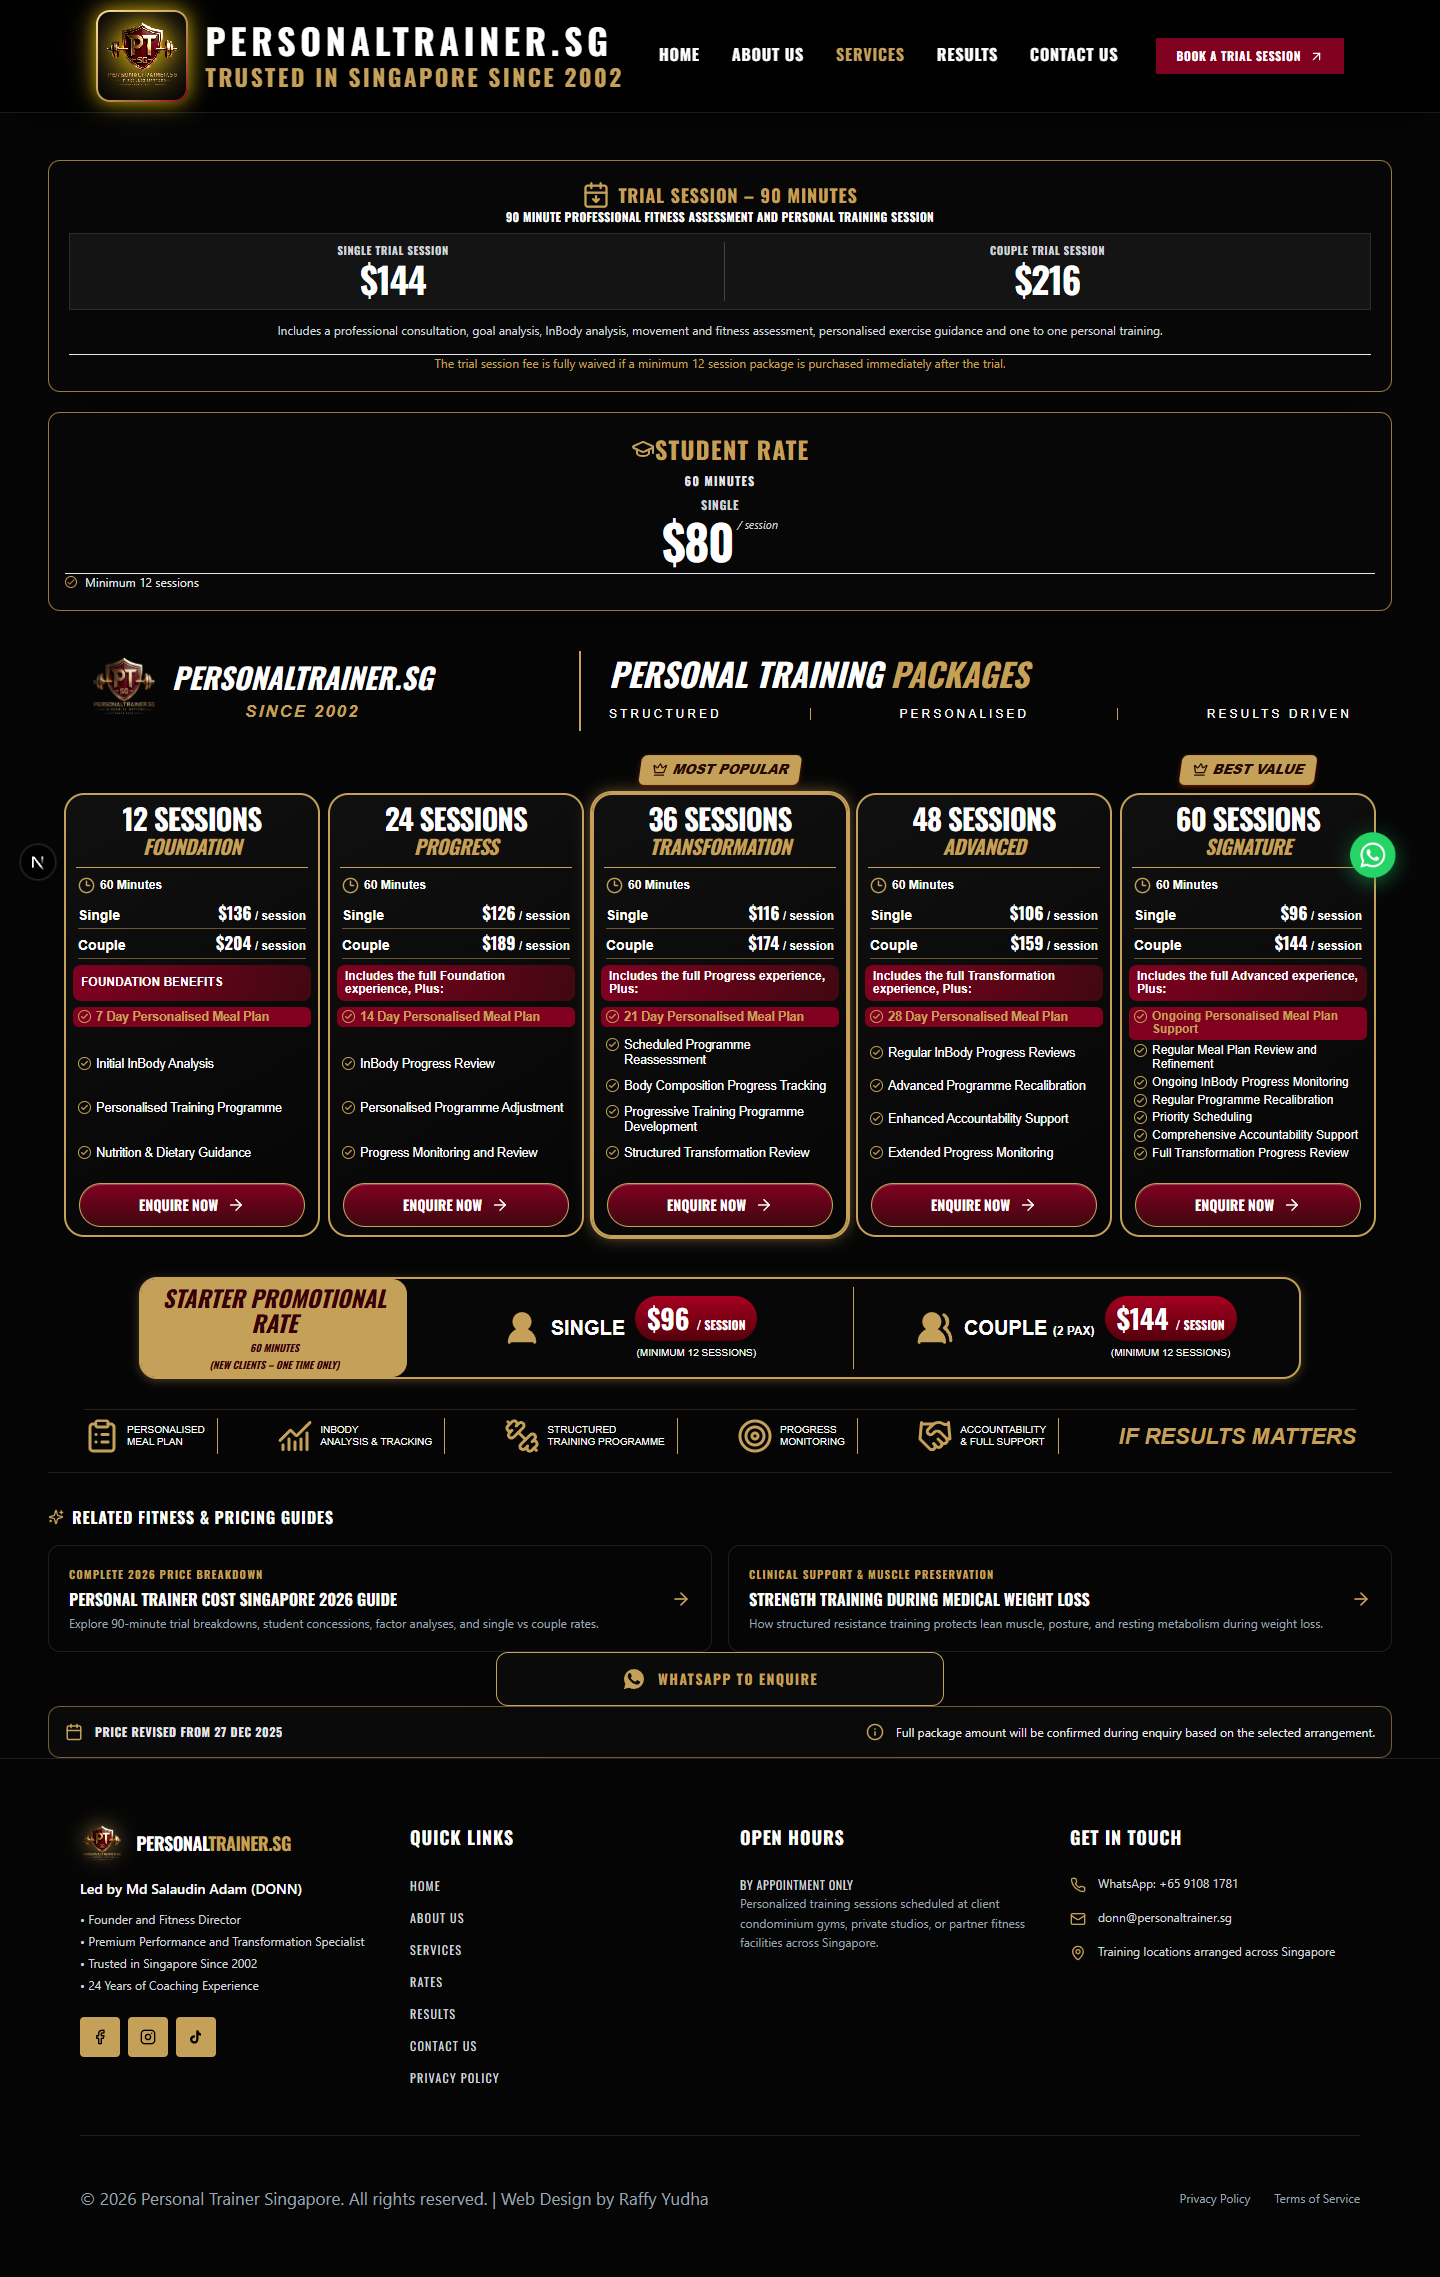 PT
SG
PERSONALTRAINER.SG
PERSONALTRAINER.SG
TRUSTED IN SINGAPORE SINCE 2002
HOME
ABOUT US
SERVICES
RESULTS
CONTACT US
BOOK A TRIAL SESSION
TRIAL SESSION – 90 MINUTES
90 MINUTE PROFESSIONAL FITNESS ASSESSMENT AND PERSONAL TRAINING SESSION
SINGLE TRIAL SESSION
$144
COUPLE TRIAL SESSION
$216
Includes a professional consultation, goal analysis, InBody analysis, movement and fitness assessment, personalised exercise guidance and one to one personal training.
The trial session fee is fully waived if a minimum 12 session package is purchased immediately after the trial.
STUDENT RATE
60 MINUTES
SINGLE
$80 / session
Minimum 12 sessions
PT
SG
PERSONALTRAINER.SG
PERSONALTRAINER.SG
SINCE 2002
PERSONAL TRAINING PACKAGES
STRUCTURED | PERSONALISED | RESULTS DRIVEN
MOST POPULAR
BEST VALUE
12 SESSIONS
FOUNDATION
60 Minutes
Single $136 / session
Couple $204 / session
FOUNDATION BENEFITS
7 Day Personalised Meal Plan
Initial InBody Analysis
Personalised Training Programme
Nutrition & Dietary Guidance
ENQUIRE NOW
24 SESSIONS
PROGRESS
60 Minutes
Single $126 / session
Couple $189 / session
Includes the full Foundation
experience, Plus:
14 Day Personalised Meal Plan
InBody Progress Review
Personalised Programme Adjustment
Progress Monitoring and Review
ENQUIRE NOW
36 SESSIONS
TRANSFORMATION
60 Minutes
Single $116 / session
Couple $174 / session
Includes the full Progress experience,
Plus:
21 Day Personalised Meal Plan
Scheduled Programme
Reassessment
Body Composition Progress Tracking
Progressive Training Programme
Development
Structured Transformation Review
ENQUIRE NOW
48 SESSIONS
ADVANCED
60 Minutes
Single $106 / session
Couple $159 / session
Includes the full Transformation
experience, Plus:
28 Day Personalised Meal Plan
Regular InBody Progress Reviews
Advanced Programme Recalibration
Enhanced Accountability Support
Extended Progress Monitoring
ENQUIRE NOW
60 SESSIONS
SIGNATURE
60 Minutes
Single $96 / session
Couple $144 / session
Includes the full Advanced experience,
Plus:
Ongoing Personalised Meal Plan
Support
Regular Meal Plan Review and
Refinement
Ongoing InBody Progress Monitoring
Regular Programme Recalibration
Priority Scheduling
Comprehensive Accountability Support
Full Transformation Progress Review
ENQUIRE NOW
N
STARTER PROMOTIONAL
RATE
60 MINUTES
(NEW CLIENTS – ONE TIME ONLY)
SINGLE $96 / SESSION
(MINIMUM 12 SESSIONS)
COUPLE (2 PAX) $144 / SESSION
(MINIMUM 12 SESSIONS)
PERSONALISED
MEAL PLAN
INBODY
ANALYSIS & TRACKING
STRUCTURED
TRAINING PROGRAMME
PROGRESS
MONITORING
ACCOUNTABILITY
& FULL SUPPORT
IF RESULTS MATTERS
RELATED FITNESS & PRICING GUIDES
COMPLETE 2026 PRICE BREAKDOWN
PERSONAL TRAINER COST SINGAPORE 2026 GUIDE
Explore 90-minute trial breakdowns, student concessions, factor analyses, and single vs couple rates.
CLINICAL SUPPORT & MUSCLE PRESERVATION
STRENGTH TRAINING DURING MEDICAL WEIGHT LOSS
How structured resistance training protects lean muscle, posture, and resting metabolism during weight loss.
WHATSAPP TO ENQUIRE
PRICE REVISED FROM 27 DEC 2025
Full package amount will be confirmed during enquiry based on the selected arrangement.
PT
PERSONALTRAINER.SG
Led by Md Salaudin Adam (DONN)
• Founder and Fitness Director
• Premium Performance and Transformation Specialist
• Trusted in Singapore Since 2002
• 24 Years of Coaching Experience
QUICK LINKS
HOME
ABOUT US
SERVICES
RATES
RESULTS
CONTACT US
PRIVACY POLICY
OPEN HOURS
BY APPOINTMENT ONLY
Personalized training sessions scheduled at client
condominium gyms, private studios, or partner fitness
facilities across Singapore.
GET IN TOUCH
WhatsApp: +65 9108 1781
donn@personaltrainer.sg
Training locations arranged across Singapore
© 2026 Personal Trainer Singapore. All rights reserved. | Web Design by Raffy Yudha
Privacy Policy
Terms of Service